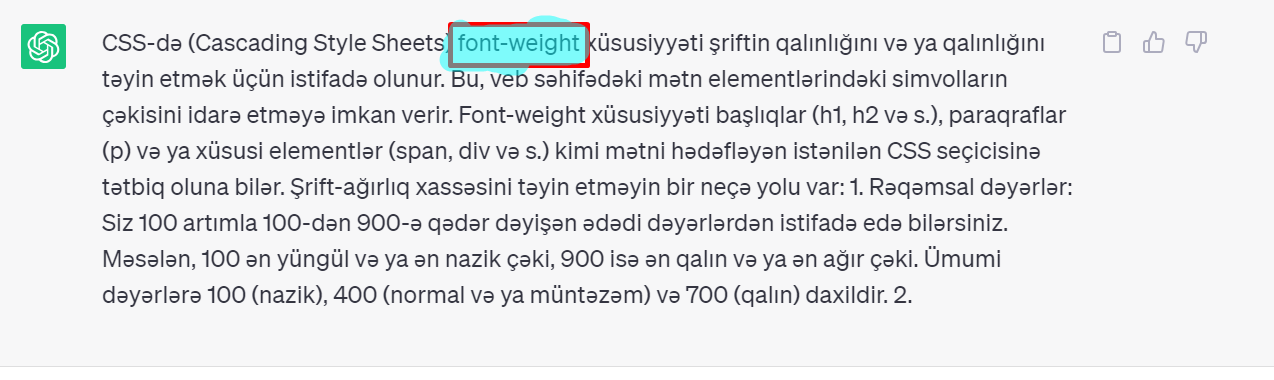 CSS-də (Cascading Style Sheets) font-weight xüsusiyyəti şriftin qalınlığını və ya qalınlığını
təyin etmək üçün istifadə olunur. Bu, veb səhifədəki mətn elementlərindəki simvolların
çəkisini idarə etməyə imkan verir. Font-weight xüsusiyyəti başlıqlar (h1, h2 və s.), paraqraflar
(p) və ya xüsusi elementlər (span, div və s.) kimi mətni hədəfləyən istənilən CSS seçicisinə
tətbiq oluna bilər. Şrift-ağırlıq xassəsini təyin etməyin bir neçə yolu var: 1. Rəqəmsal dəyərlər:
Siz 100 artımla 100-dən 900-ə qədər dəyişən ədədi dəyərlərdən istifadə edə bilərsiniz.
Məsələn, 100 ən yüngül və ya ən nazik çəki, 900 isə ən qalın və ya ən ağır çəki. Ümumi
dəyərlərə 100 (nazik), 400 (normal və ya müntəzəm) və 700 (qalın) daxildir. 2.